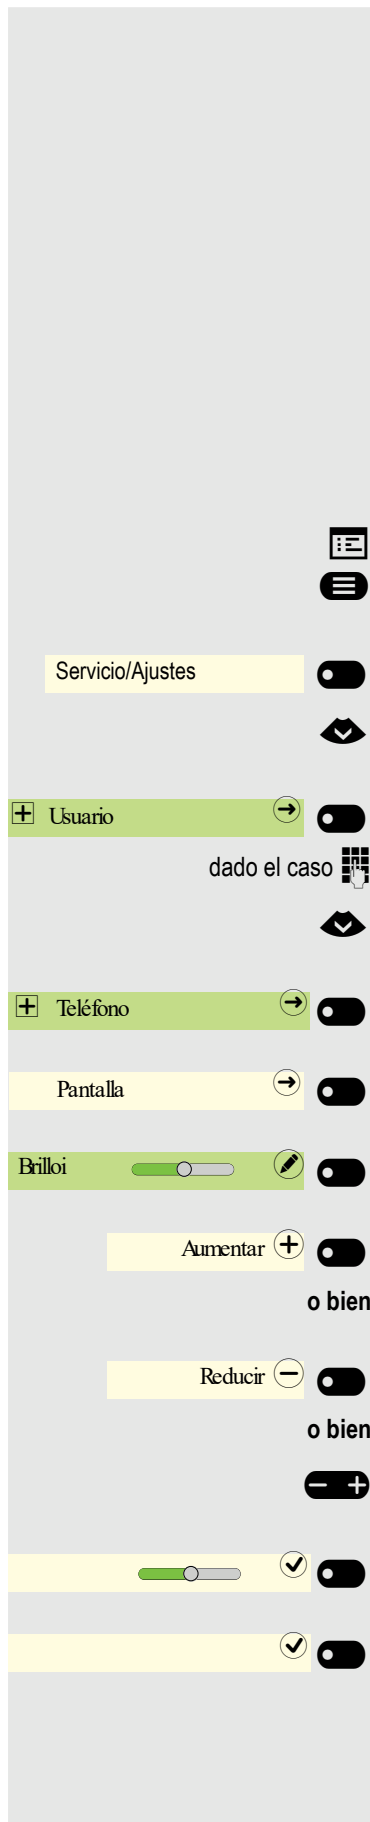 Servicio/Ajustes
Usuario
dado el caso
Teléfono
Pantalla
Brilloi
Aumentar
o bien
Reducir
o bien